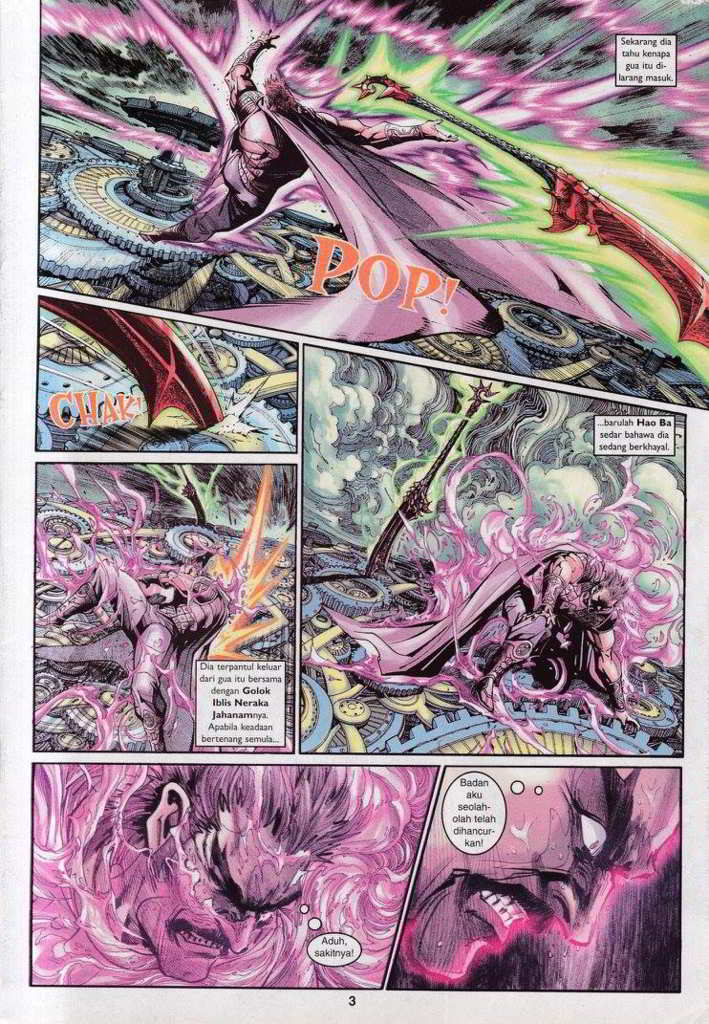 Sekarang dia
tahu kenapa
gua itu di-
larang masuk.
POP!
CHAK!
...barulah Hao Ba
sedar bahawa dia
sedang berkhayal.
Dia terpantul keluar
dari gua itu bersama
dengan Golok
Iblis Neraka
Jahanamnya.
Apabila keadaan
bertenang semula...
Aduh,
sakitnya!
Badan
aku
seolah-
olah telah
dihancur-
kan!
3